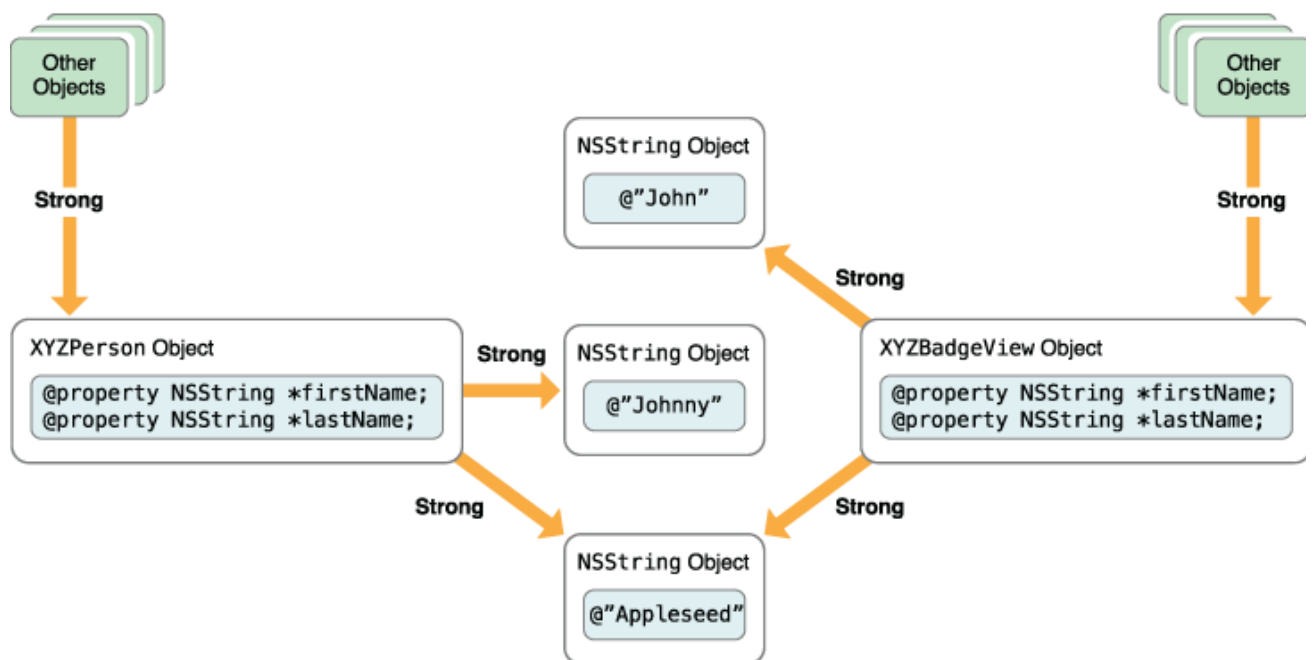 Other
Objects
Other
Objects
NSString Object
@”John”
Strong
Strong
Strong
XYZPerson Object
@property NSString *firstName;
@property NSString *lastName;
Strong
NSString Object
@”Johnny”
XYZBadgeView Object
@property NSString *firstName;
@property NSString *lastName;
Strong
Strong
NSString Object
@”Appleseed”